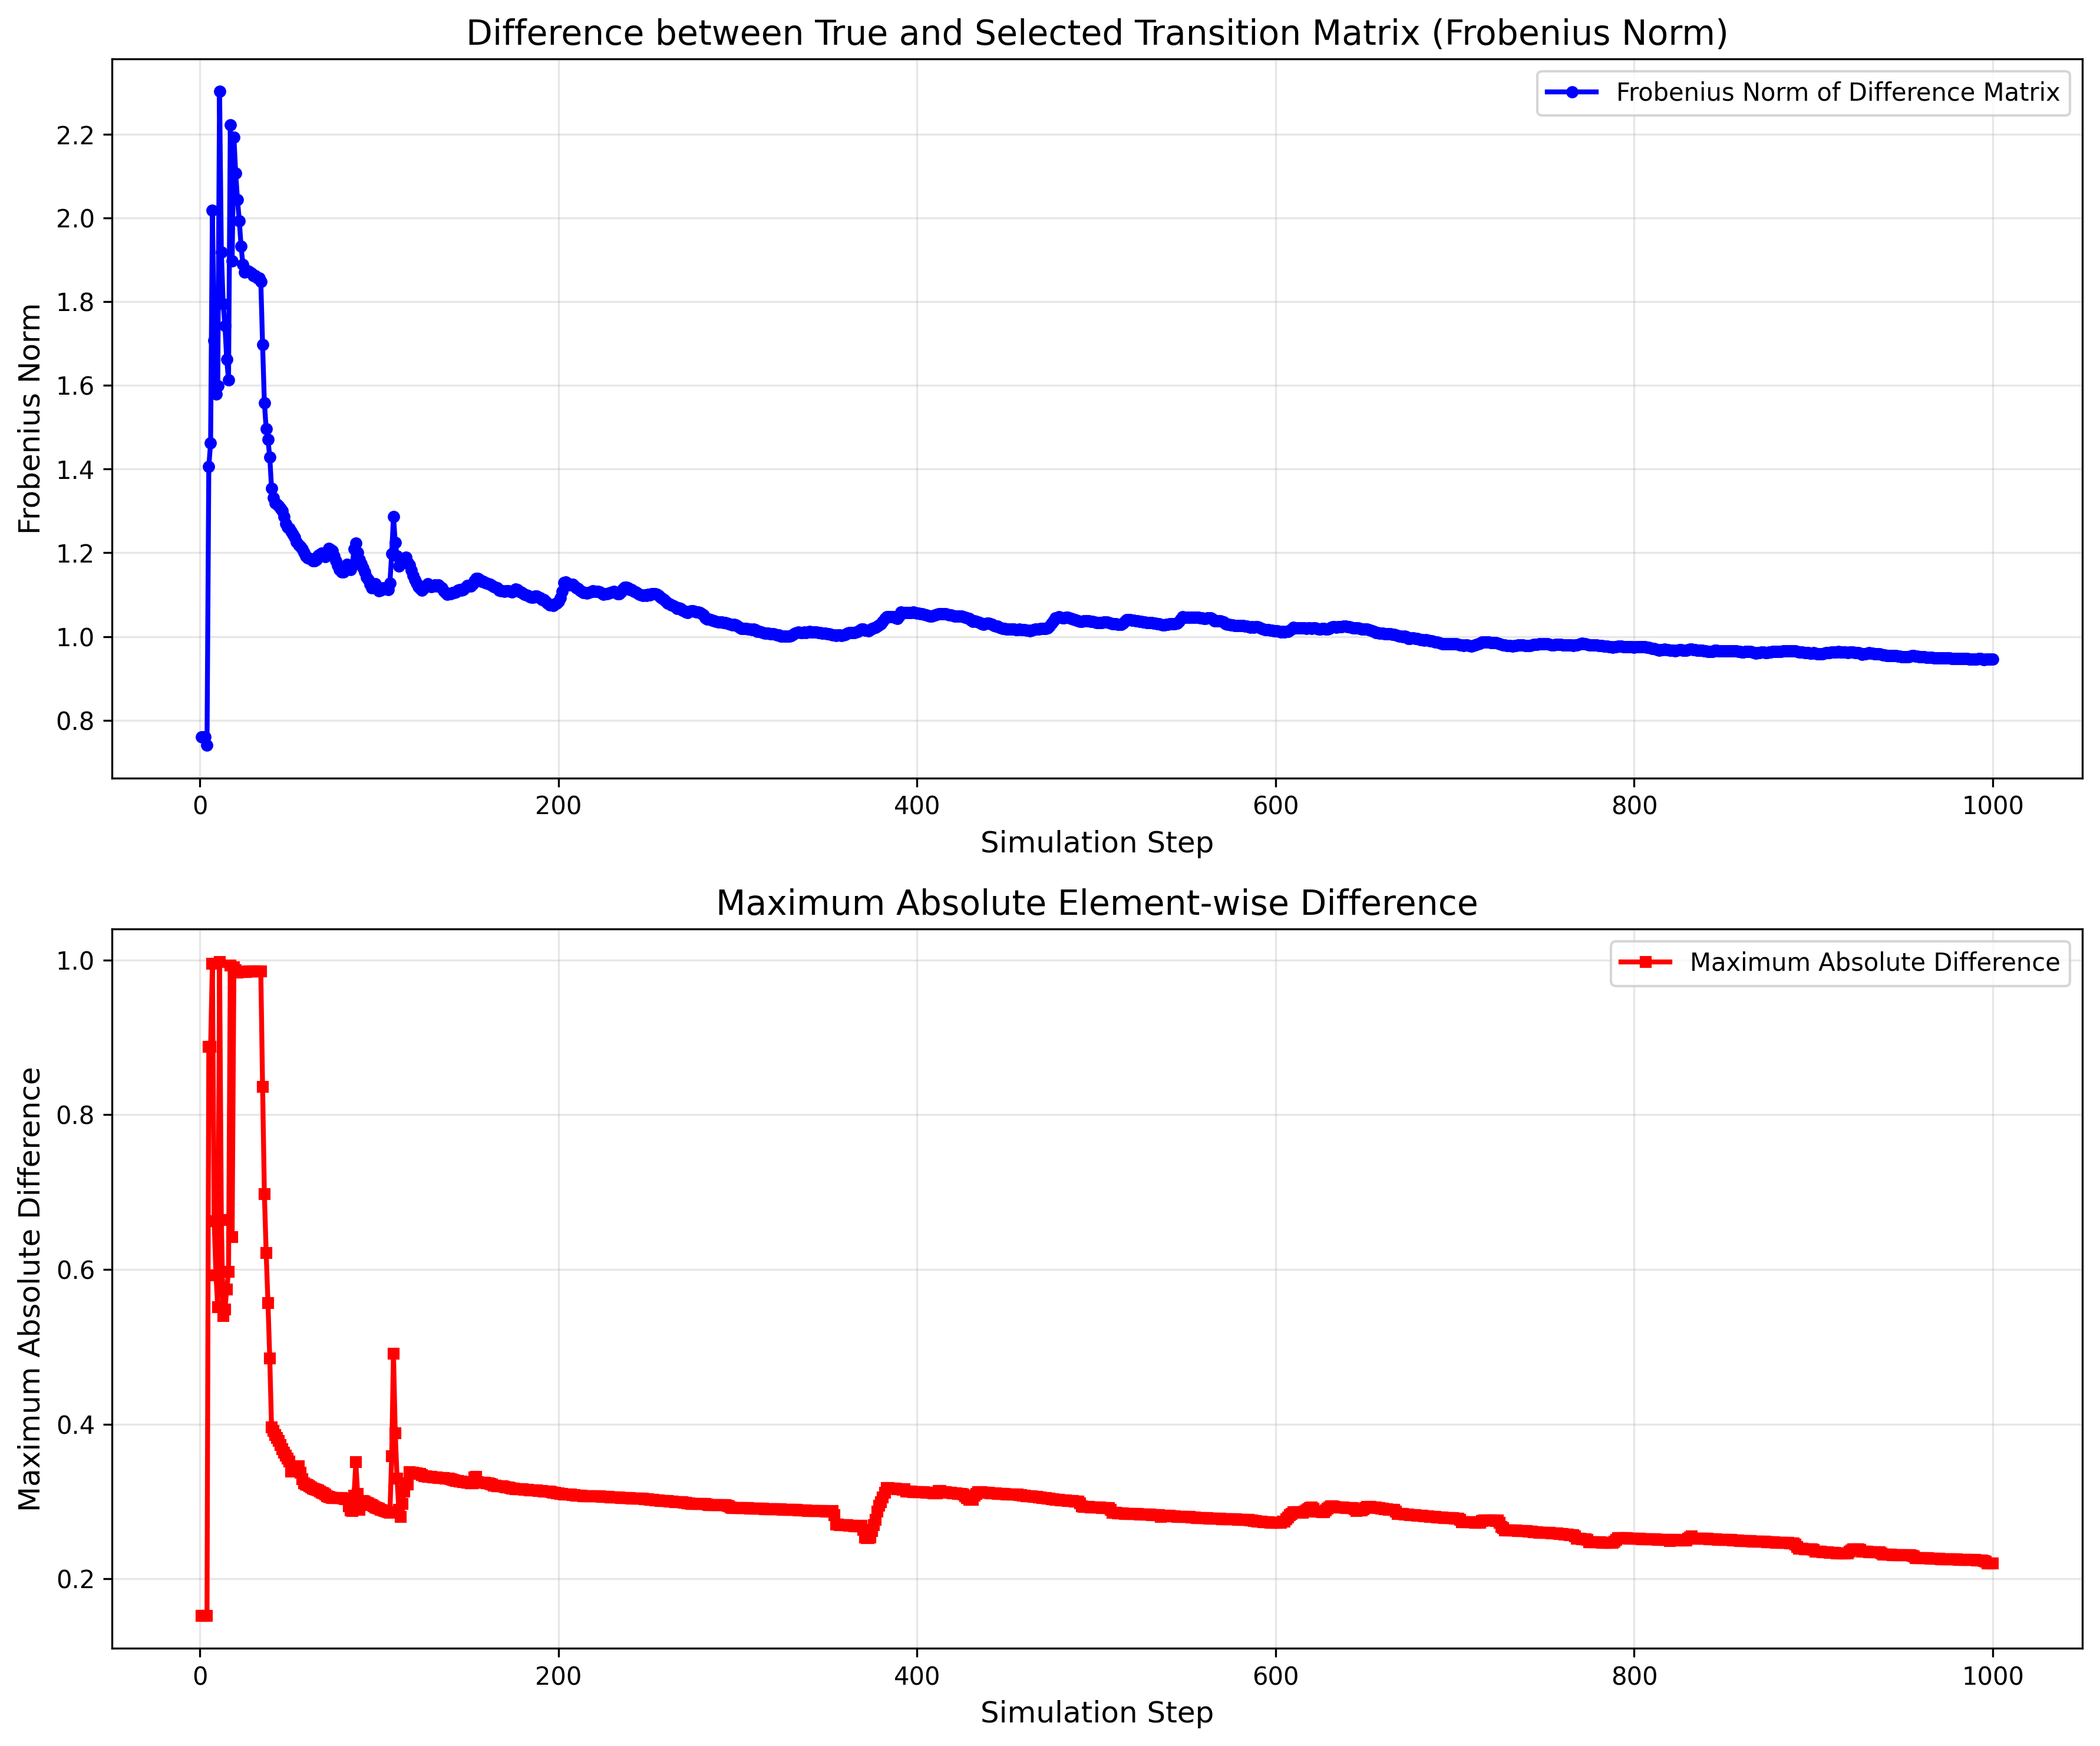 Difference between True and Selected Transition Matrix (Frobenius Norm)
Frobenius Norm of Difference Matrix
Frobenius Norm
2.2
2.0
1.8
1.6
1.4
1.2
1.0
0.8
0 200 400 600 800 1000
Simulation Step
Maximum Absolute Element-wise Difference
Maximum Absolute Difference
Maximum Absolute Difference
1.0
0.8
0.6
0.4
0.2
0 200 400 600 800 1000
Simulation Step